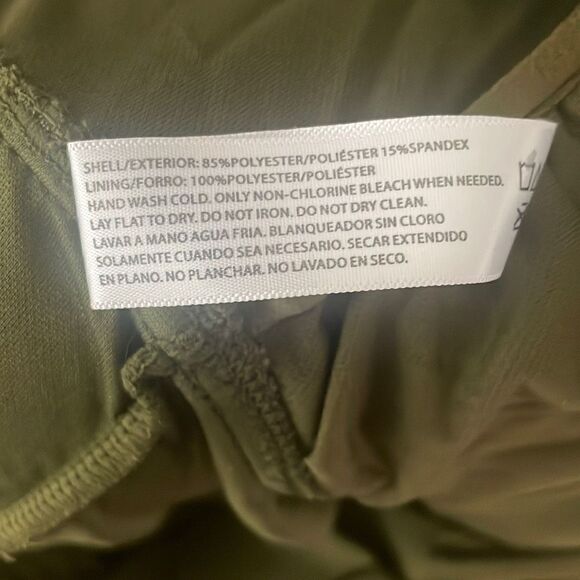 SHELL/EXTERIOR: 85%POLYESTER/POLIÉSTER 15%SPANDEX
LINING/FORRO: 100%POLYESTER/POLIÉSTER
HAND WASH COLD. ONLY NON-CHLORINE BLEACH WHEN NEEDED.
LAY FLAT TO DRY. DO NOT IRON. DO NOT DRY CLEAN.
LAVAR A MANO AGUA FRIA. BLANQUEADOR SIN CLORO
SOLAMENTE CUANDO SEA NECESARIO. SECAR EXTENDIDO
EN PLANO. NO PLANCHAR. NO LAVADO EN SECO.